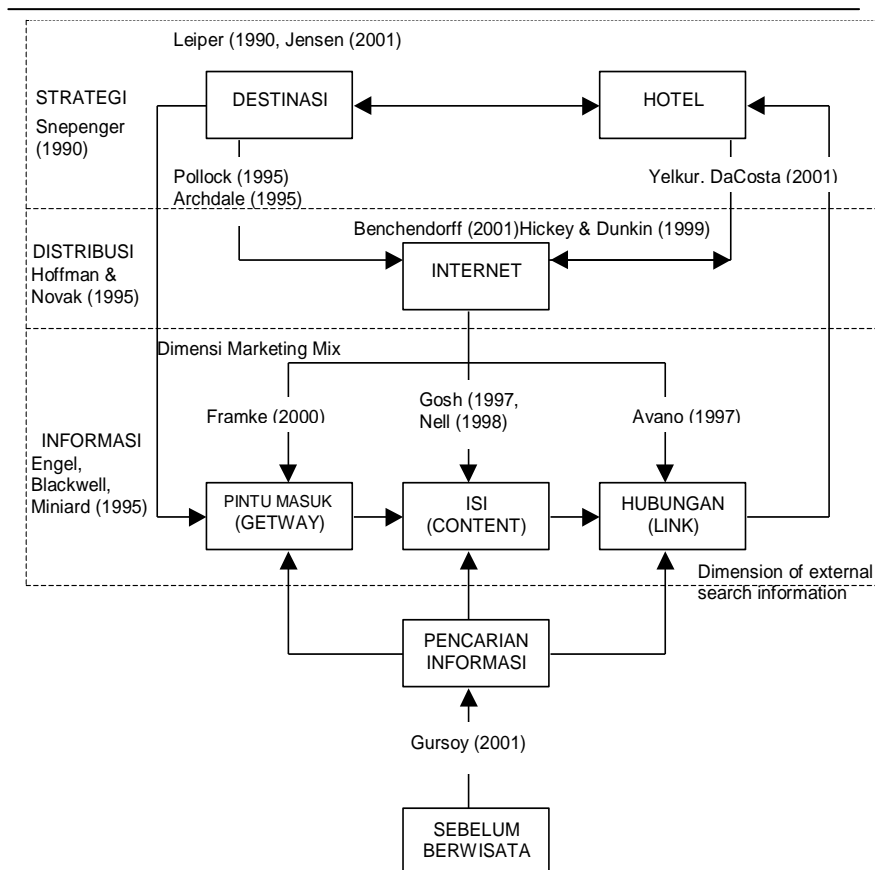 Leiper (1990, Jensen (2001)
STRATEGI
Snepenger
(1990)
DESTINASI
HOTEL
Pollock (1995)
Archdale (1995)
Yelkur. DaCosta (2001)
DISTRIBUSI
Hoffman &
Novak (1995)
Benchendorff (2001)Hickey & Dunkin (1999)
INTERNET
Dimensi Marketing Mix
Framke
(2000)
Gosh (1997,
Nell (1998)
Avano (1997)
INFORMASI
Engel,
Blackwell,
Miniard (1995)
PINTU MASUK
(GETWAY)
ISI
(CONTENT)
HUBUNGAN
(LINK)
Dimension of external
search information
PENCARIAN
INFORMASI
Gursoy (2001)
SEBELUM
BERWISATA